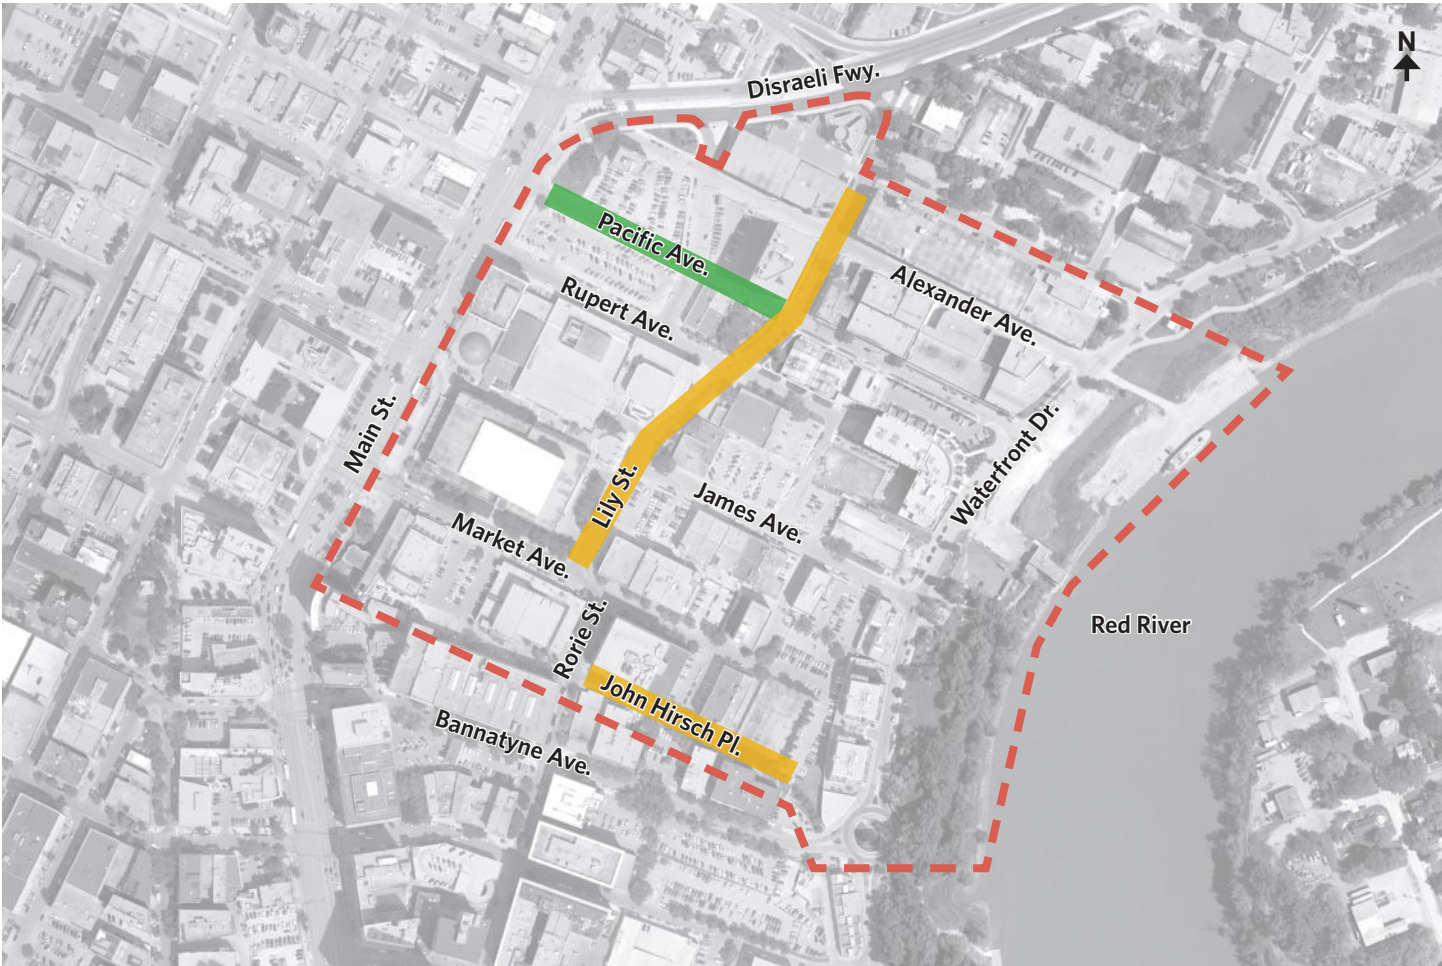 N
Disraeli Fwy.
Pacific Ave.
Alexander Ave.
Rupert Ave.
Main St.
Waterfront Dr.
Lily St.
James Ave.
Market Ave.
Red River
Rorie St.
John Hirsch Pl.
Bannatyne Ave.